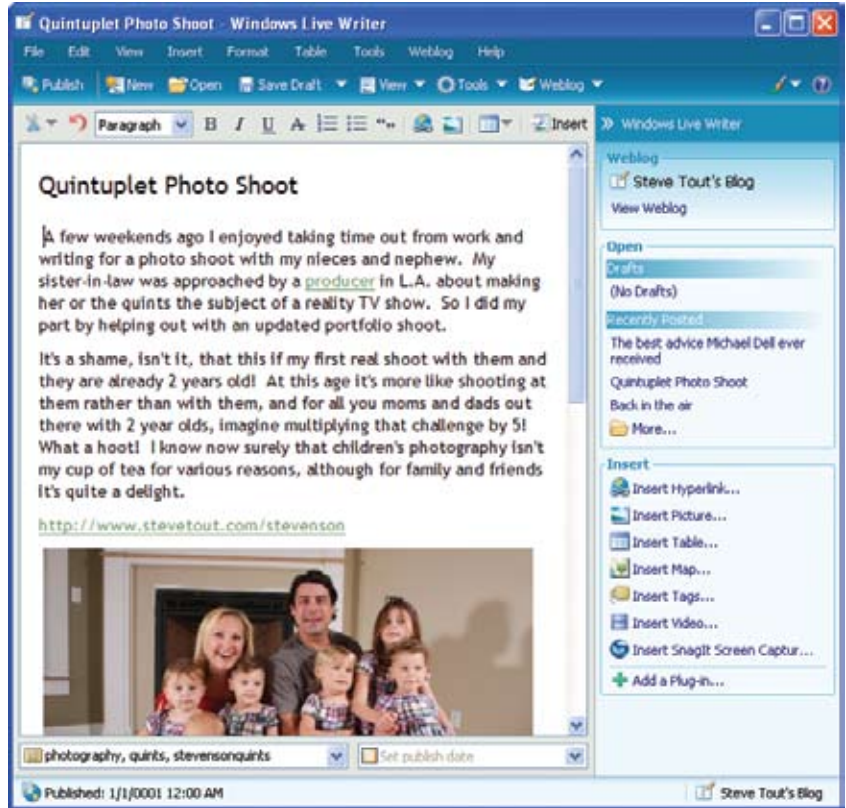 Quintuplet Photo Shoot - Windows Live Writer
File Edit View Insert Format Table Tools Weblog Help
Publish New Open Save Draft View Tools Weblog
Paragraph B I U A Insert
Quintuplet Photo Shoot
A few weekends ago I enjoyed taking time out from work and
writing for a photo shoot with my nieces and nephew. My
sister-in-law was approached by a producer in L.A. about making
her or the quints the subject of a reality TV show. So I did my
part by helping out with an updated portfolio shoot.
It's a shame, isn't it, that this if my first real shoot with them and
they are already 2 years old! At this age it's more like shooting at
them rather than with them, and for all you moms and dads out
there with 2 year olds, imagine multiplying that challenge by 5!
What a hoot! I know now surely that children's photography isn't
my cup of tea for various reasons, although for family and friends
it's quite a delight.
http://www.stevetout.com/stevenson
photography, quints, stevensonquints
Set publish date
Published: 1/1/0001 12:00 AM
Windows Live Writer
Weblog
Steve Tout's Blog
View Weblog
Open
Drafts
(No Drafts)
Recently Posted
The best advice Michael Dell ever
received
Quintuplet Photo Shoot
Back in the air
More...
Insert
Insert Hyperlink...
Insert Picture...
Insert Table...
Insert Map...
Insert Tags...
Insert Video...
Insert SnagIt Screen Captur...
Add a Plug-in...
Steve Tout's Blog